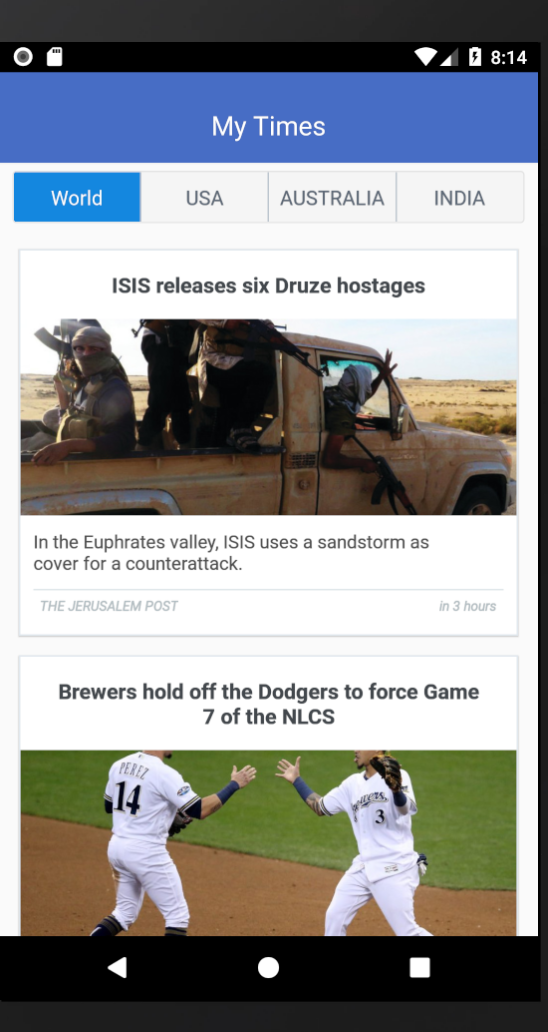 8:14
My Times
World
USA
AUSTRALIA
INDIA
ISIS releases six Druze hostages
In the Euphrates valley, ISIS uses a sandstorm as
cover for a counterattack.
THE JERUSALEM POST
in 3 hours
Brewers hold off the Dodgers to force Game
7 of the NLCS
PEREZ
14
Brewers
3